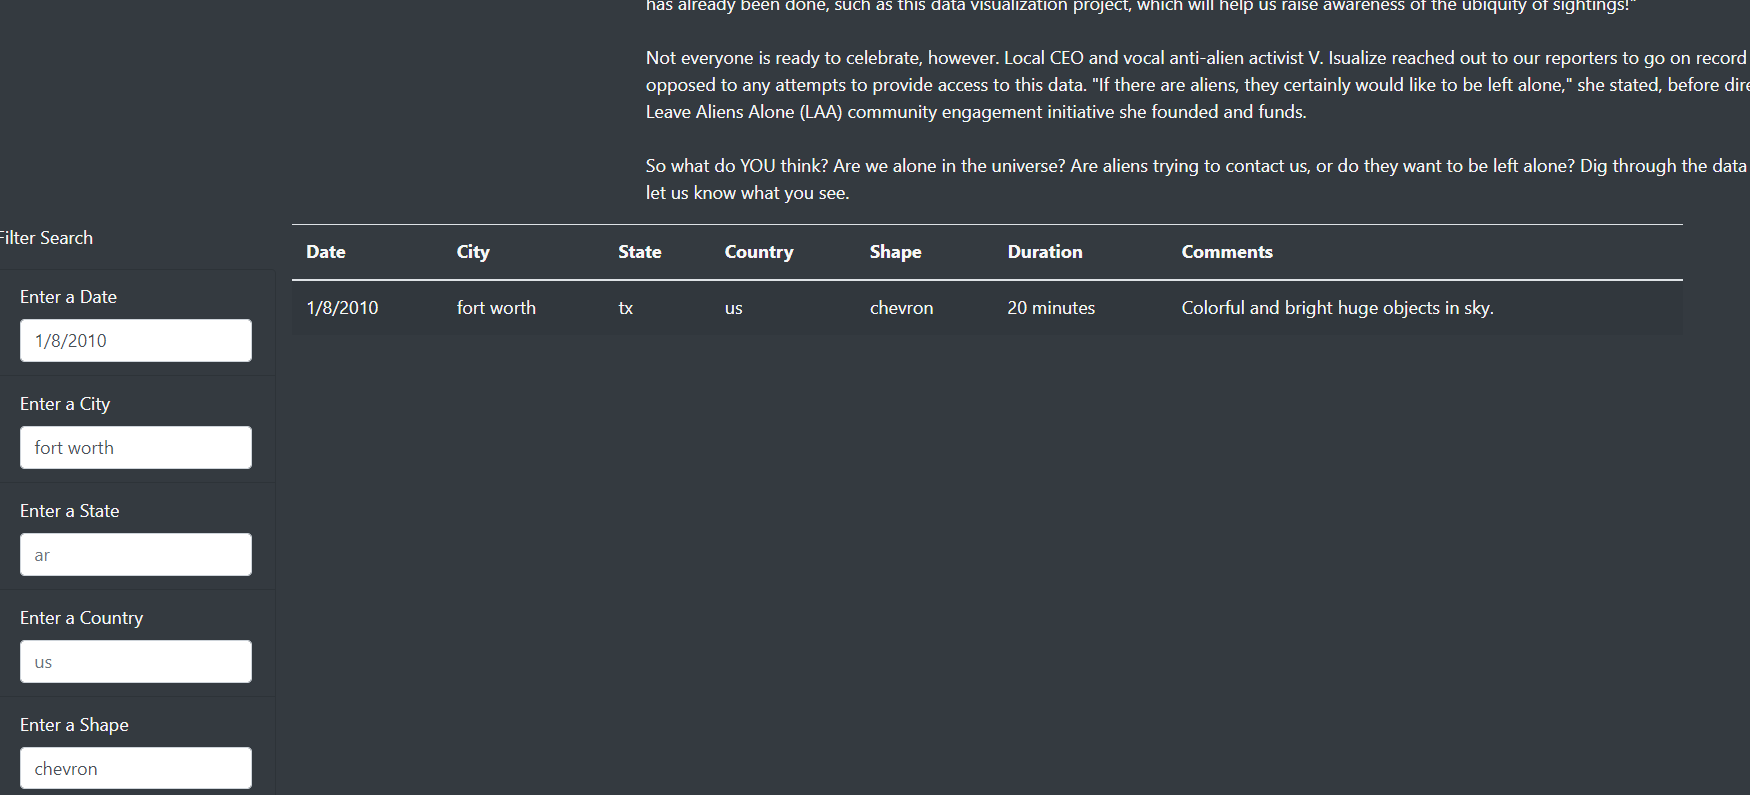 has already been done, such as this data visualization project, which will help us raise awareness of the ubiquity of sightings!"
Not everyone is ready to celebrate, however. Local CEO and vocal anti-alien activist V. Isualize reached out to our reporters to go on record
opposed to any attempts to provide access to this data. "If there are aliens, they certainly would like to be left alone," she stated, before
Leave Aliens Alone (LAA) community engagement initiative she founded and funds.
So what do YOU think? Are we alone in the universe? Are aliens trying to contact us, or do they want to be left alone? Dig through the data
let us know what you see.
Filter Search
Date City State Country Shape Duration Comments
1/8/2010 fort worth tx us chevron 20 minutes Colorful and bright huge objects in sky.
Enter a Date
1/8/2010
Enter a City
fort worth
Enter a State
ar
Enter a Country
us
Enter a Shape
chevron